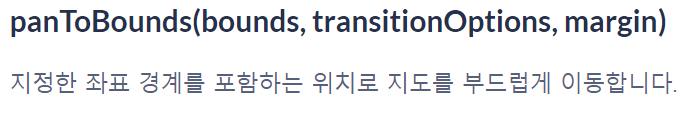 panToBounds(bounds, transitionOptions, margin)
지정한 좌표 경계를 포함하는 위치로 지도를 부드럽게 이동합니다.